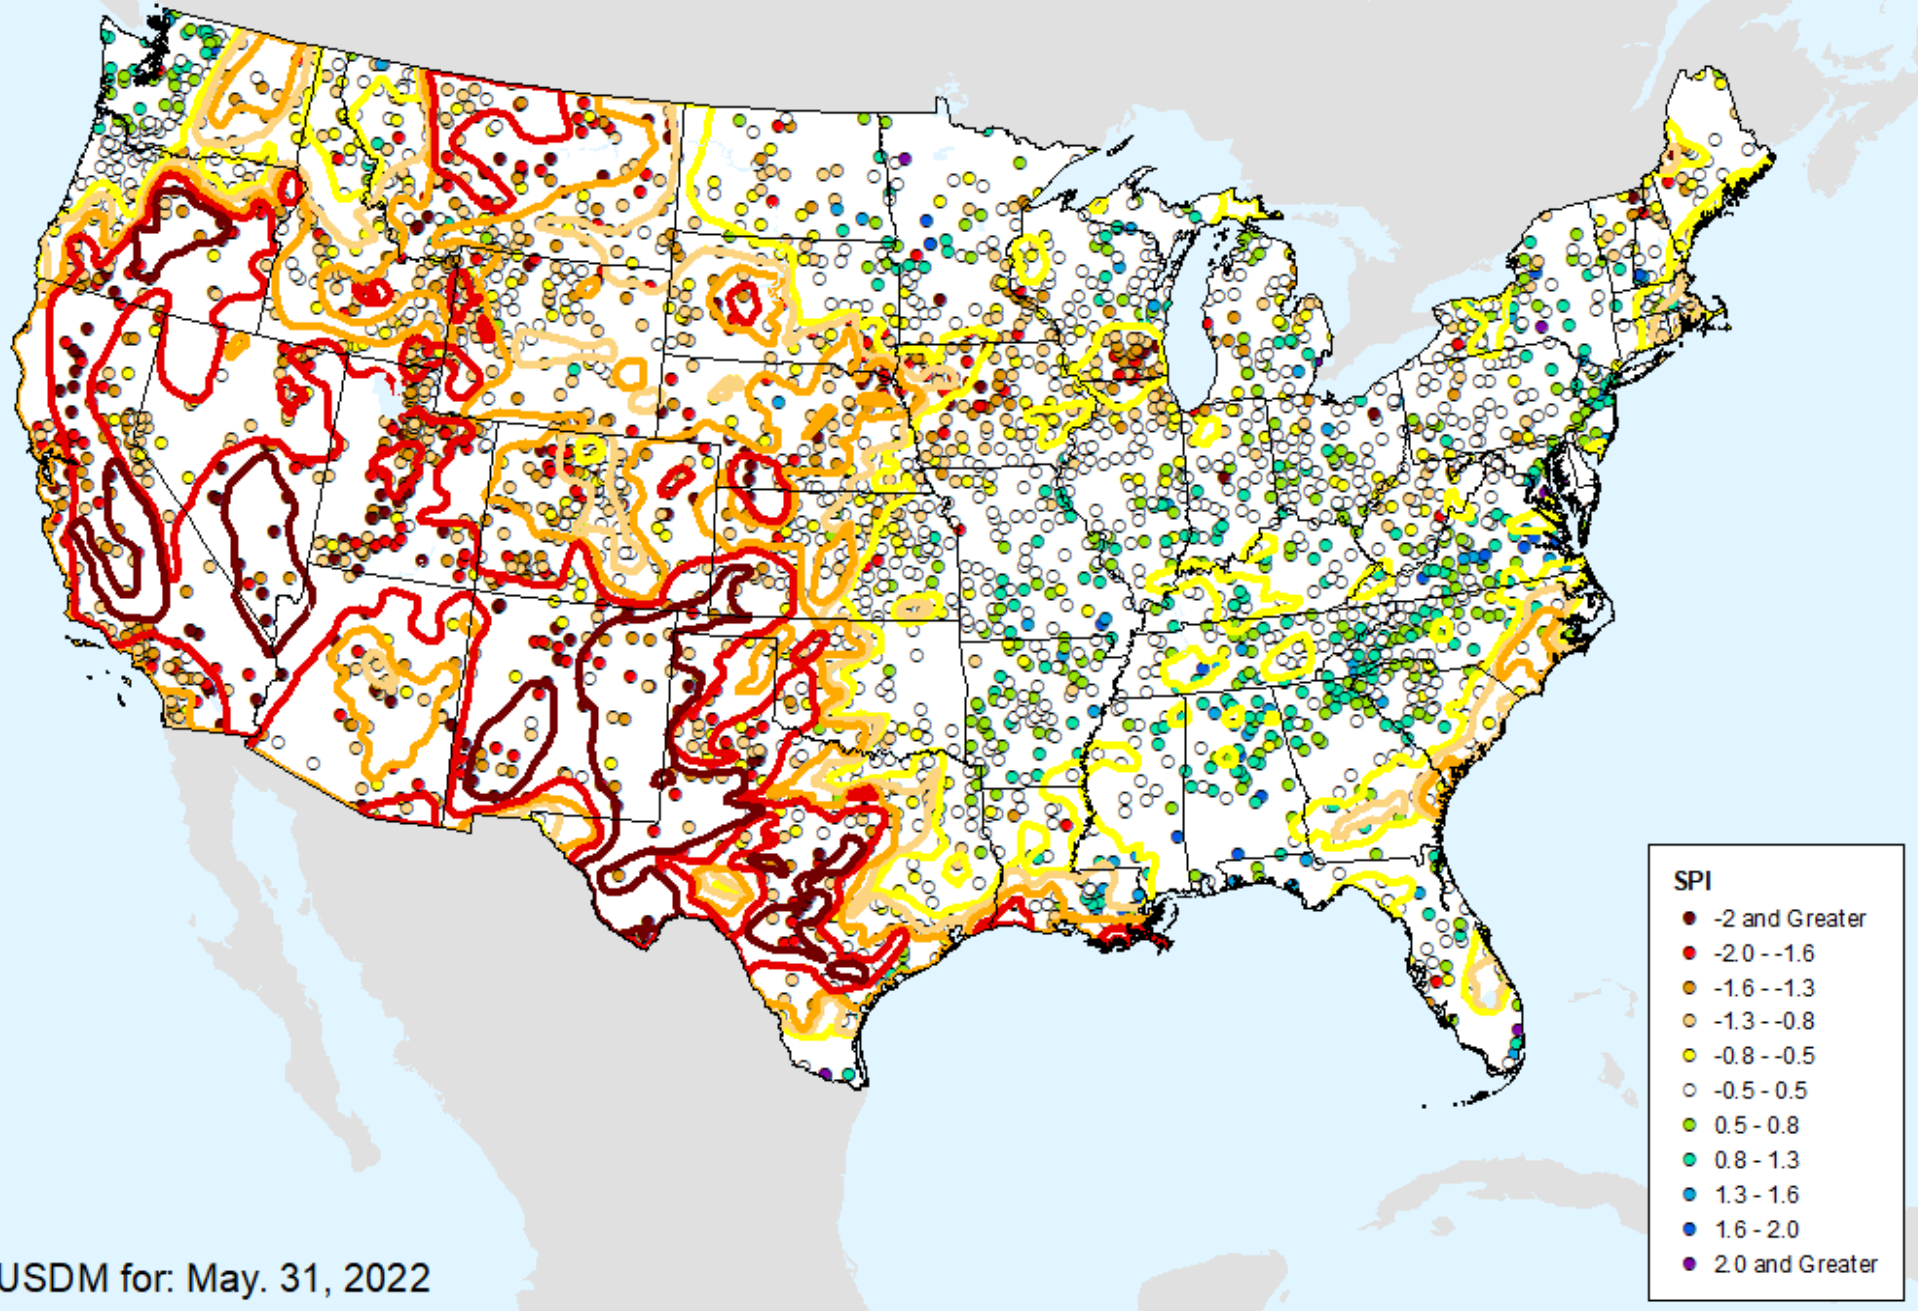 SPI
-2 and Greater
-2.0 - -1.6
-1.6 - -1.3
-1.3 - -0.8
-0.8 - -0.5
-0.5 - 0.5
0.5 - 0.8
0.8 - 1.3
1.3 - 1.6
1.6 - 2.0
2.0 and Greater
USDM for: May. 31, 2022